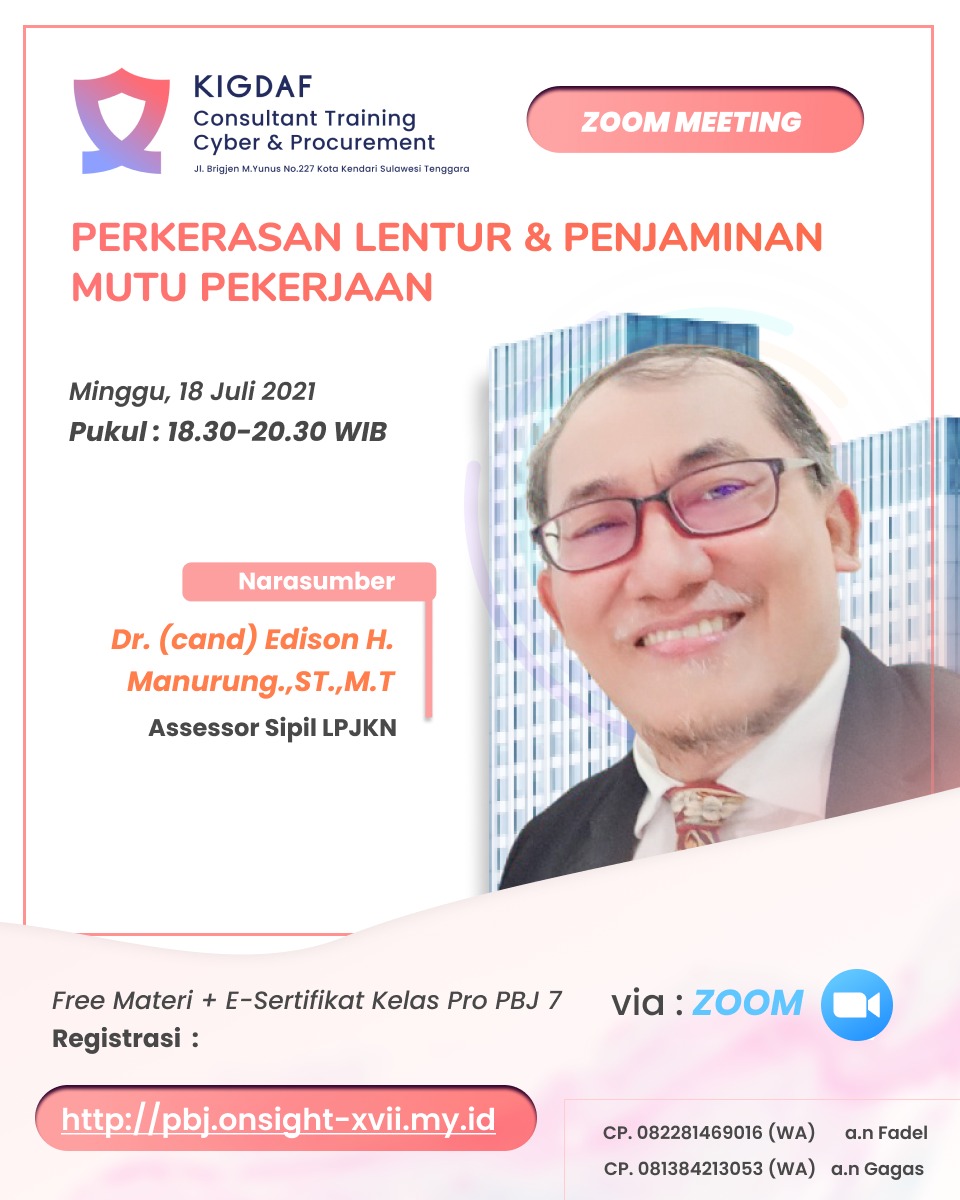 KIGDAF
Consultant Training
Cyber & Procurement
Jl. Brigjen M.Yunus No.227 Kota Kendari Sulawesi Tenggara
ZOOM MEETING
PERKERASAN LENTUR & PENJAMINAN
MUTU PEKERJAAN
Minggu, 18 Juli 2021
Pukul : 18.30-20.30 WIB
Narasumber
Dr. (cand) Edison H.
Manurung.,ST.,M.T
Assessor Sipil LPJKN
Free Materi + E-Sertifikat Kelas Pro PBJ 7
Registrasi :
via : ZOOM
http://pbj.onsight-xvii.my.id
CP. 082281469016 (WA) a.n Fadel
CP. 081384213053 (WA) a.n Gagas